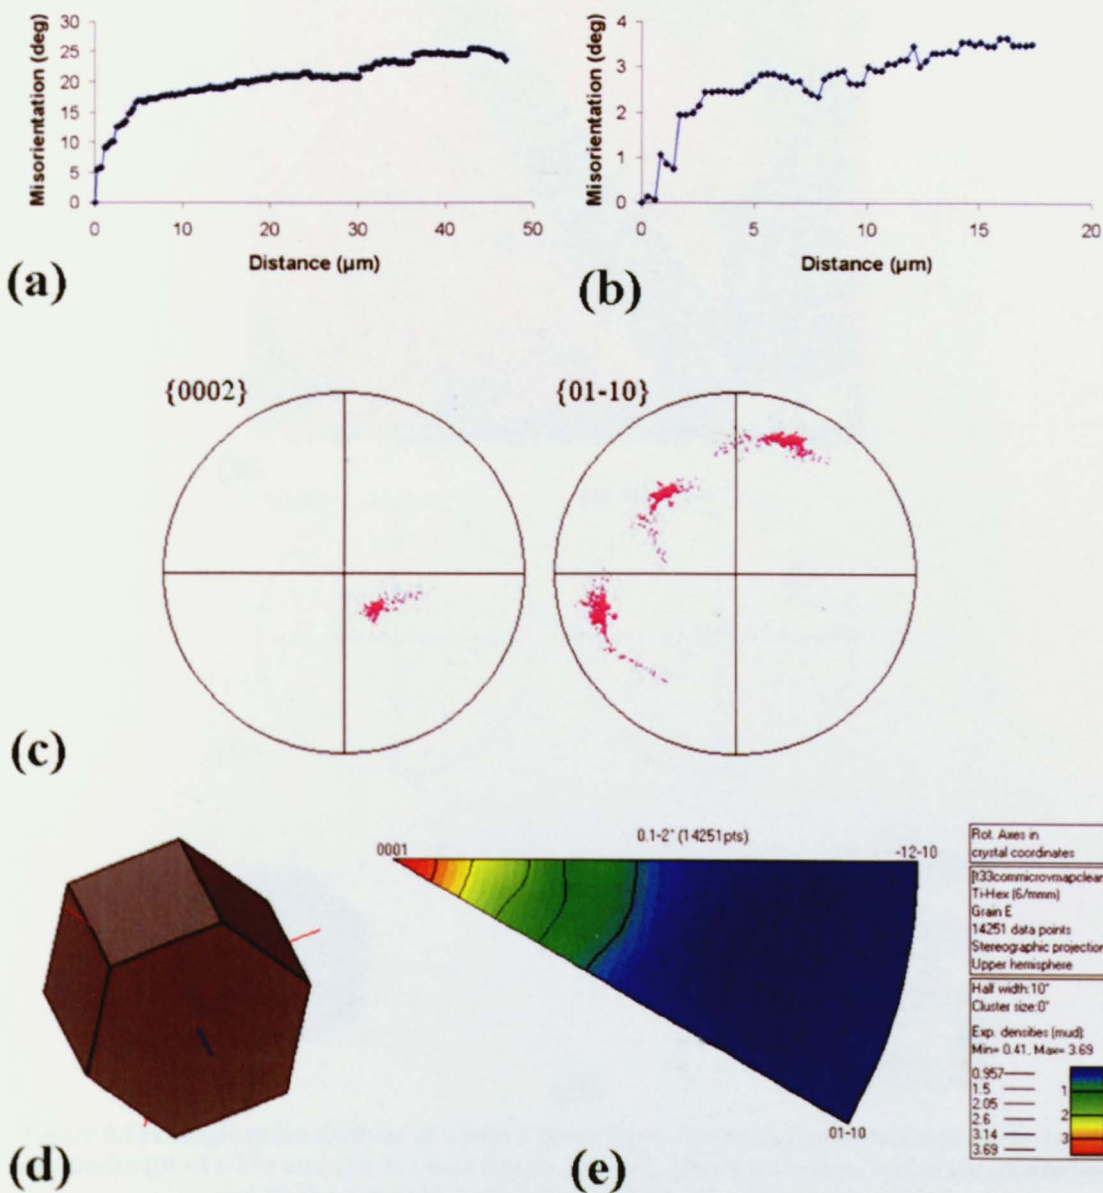 Misorientation (deg)
30
25
20
15
10
5
0
0 10 20 30 40 50
Distance (µm)
(a)
Misorientation (deg)
4
3
2
1
0
0 5 10 15 20
Distance (µm)
(b)
{0002}
{01-10}
(c)
(d)
0.1-2° (14251pts)
0001
-12-10
01-10
(e)
Rot. Axes in
crystal coordinates
[t33commicrovmapclean
Ti-Hex (6/mmm)
Grain E
14251 data points
Stereographic projection
Upper hemisphere
Half width:10°
Cluster size:0°
Exp. densities (mud):
Min= 0.41, Max= 3.69
0.957
1.5
2.05
2.6
3.14
3.69
1
2
3